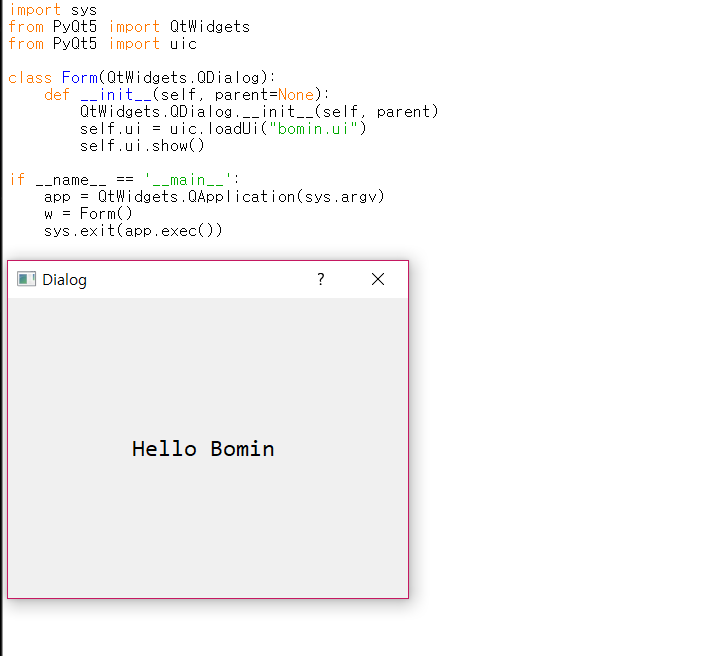 import sys
from PyQt5 import QtWidgets
from PyQt5 import uic

class Form(QtWidgets.QDialog):
    def __init__(self, parent=None):
        QtWidgets.QDialog.__init__(self, parent)
        self.ui = uic.loadUi("bomin.ui")
        self.ui.show()

if __name__ == '__main__':
    app = QtWidgets.QApplication(sys.argv)
    w = Form()
    sys.exit(app.exec())
Dialog ?
Hello Bomin